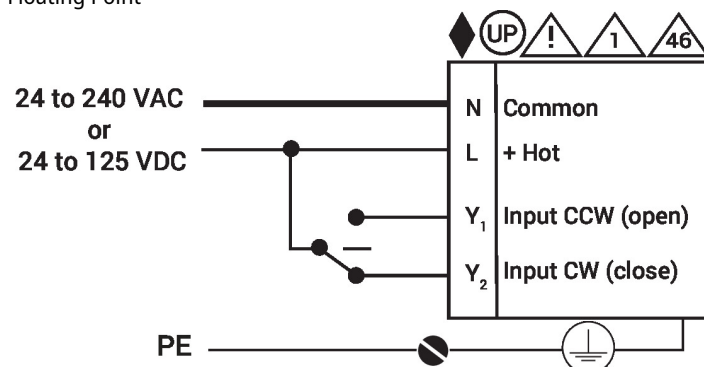 Floating Point
UP ! 1 46
24 to 240 VAC
or
24 to 125 VDC
N Common
L + Hot
Y₁ Input CCW (open)
Y₂ Input CW (close)
PE